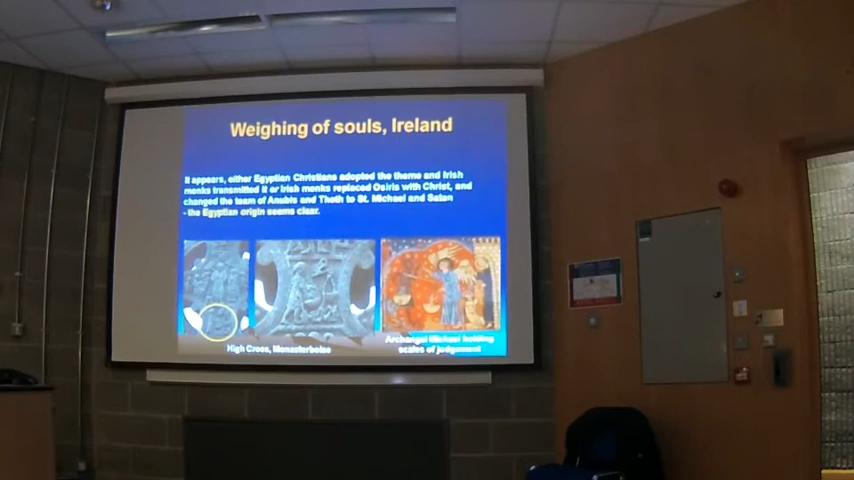 Weighing of souls, Ireland
It appears, either Egyptian Christians adopted the theme and Irish
monks transmitted it or Irish monks replaced Osiris with Christ, and
changed the team of Anubis and Thoth to St. Michael and Satan
- the Egyptian origin seems clear.
High Cross, Monasterboise
Archangel Michael holding
scales of judgement